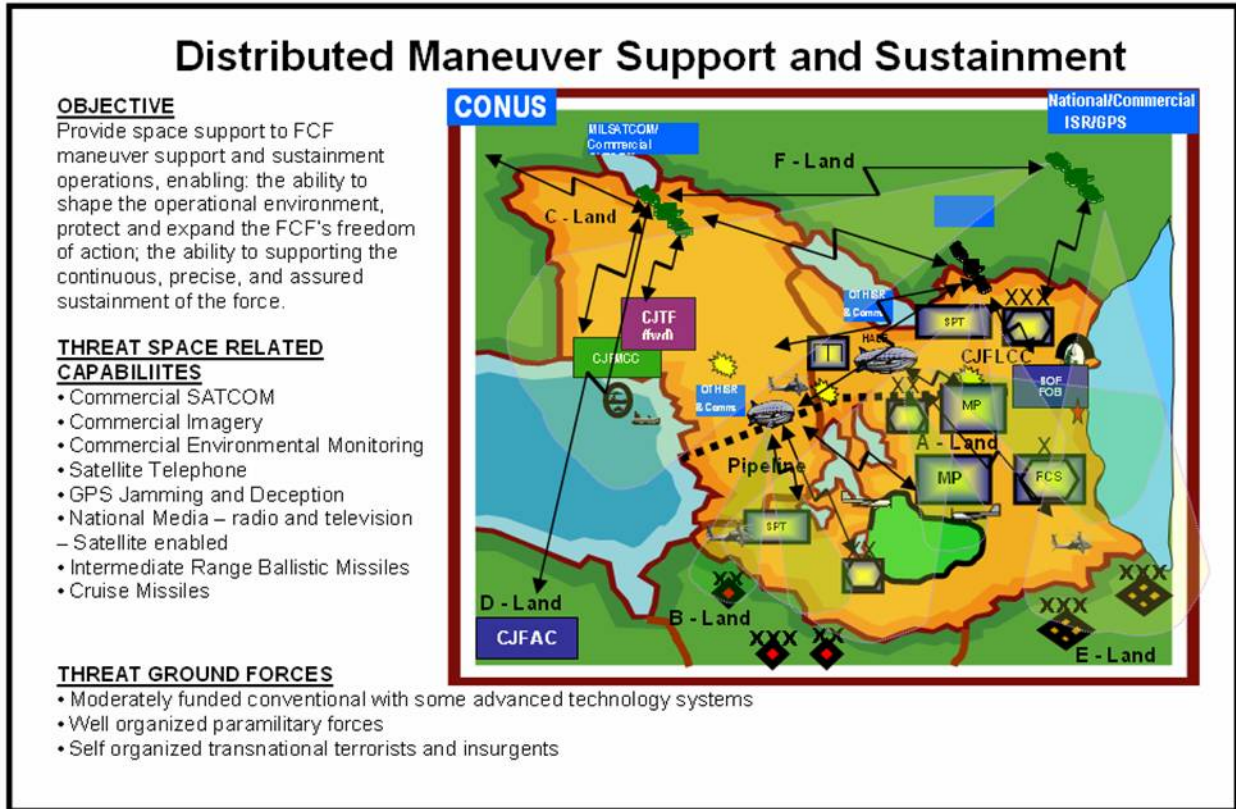 Distributed Maneuver Support and Sustainment
OBJECTIVE
Provide space support to FCF
maneuver support and sustainment
operations, enabling: the ability to
shape the operational environment,
protect and expand the FCF's freedom
of action; the ability to supporting the
continuous, precise, and assured
sustainment of the force.
THREAT SPACE RELATED
CAPABILIITES
• Commercial SATCOM
• Commercial Imagery
• Commercial Environmental Monitoring
• Satellite Telephone
• GPS Jamming and Deception
• National Media – radio and television
– Satellite enabled
• Intermediate Range Ballistic Missiles
• Cruise Missiles
THREAT GROUND FORCES
• Moderately funded conventional with some advanced technology systems
• Well organized paramilitary forces
• Self organized transnational terrorists and insurgents
CONUS
National/Commercial
ISR/GPS
MILSATCOM/
Commercial
F - Land
C - Land
CJTF
(fwd)
CJFMCC
OTHISR
& Comms
SPT
XXX
T
HALE
CJFLCC
SOF
FOB
OTHISR
& Comms
XX
MP
A - Land
Pipeline
MP
X
FCS
SPT
XX
D - Land
CJFAC
XX
B - Land
XXX
XX
XXX
XXX
E - Land